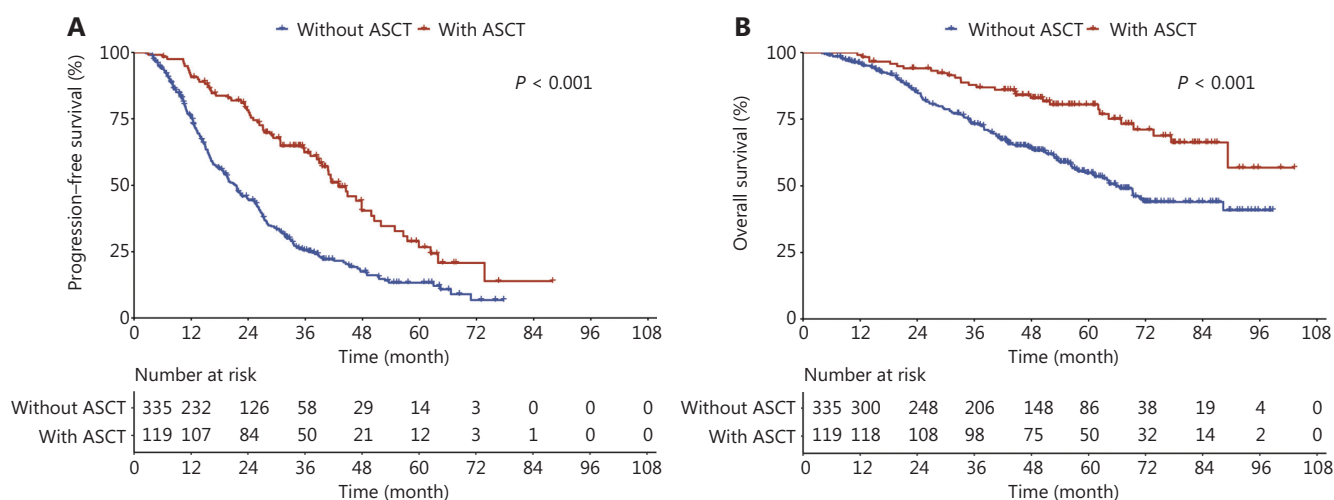 A
Without ASCT With ASCT
P < 0.001
Progression-free survival (%)
100
75
50
25
0
0 12 24 36 48 60 72 84 96 108
Time (month)
Number at risk
Without ASCT 335 232 126 58 29 14 3 0 0 0
With ASCT 119 107 84 50 21 12 3 1 0 0
0 12 24 36 48 60 72 84 96 108
Time (month)
B
Without ASCT With ASCT
P < 0.001
Overall survival (%)
100
75
50
25
0
0 12 24 36 48 60 72 84 96 108
Time (month)
Number at risk
Without ASCT 335 300 248 206 148 86 38 19 4 0
With ASCT 119 118 108 98 75 50 32 14 2 0
0 12 24 36 48 60 72 84 96 108
Time (month)